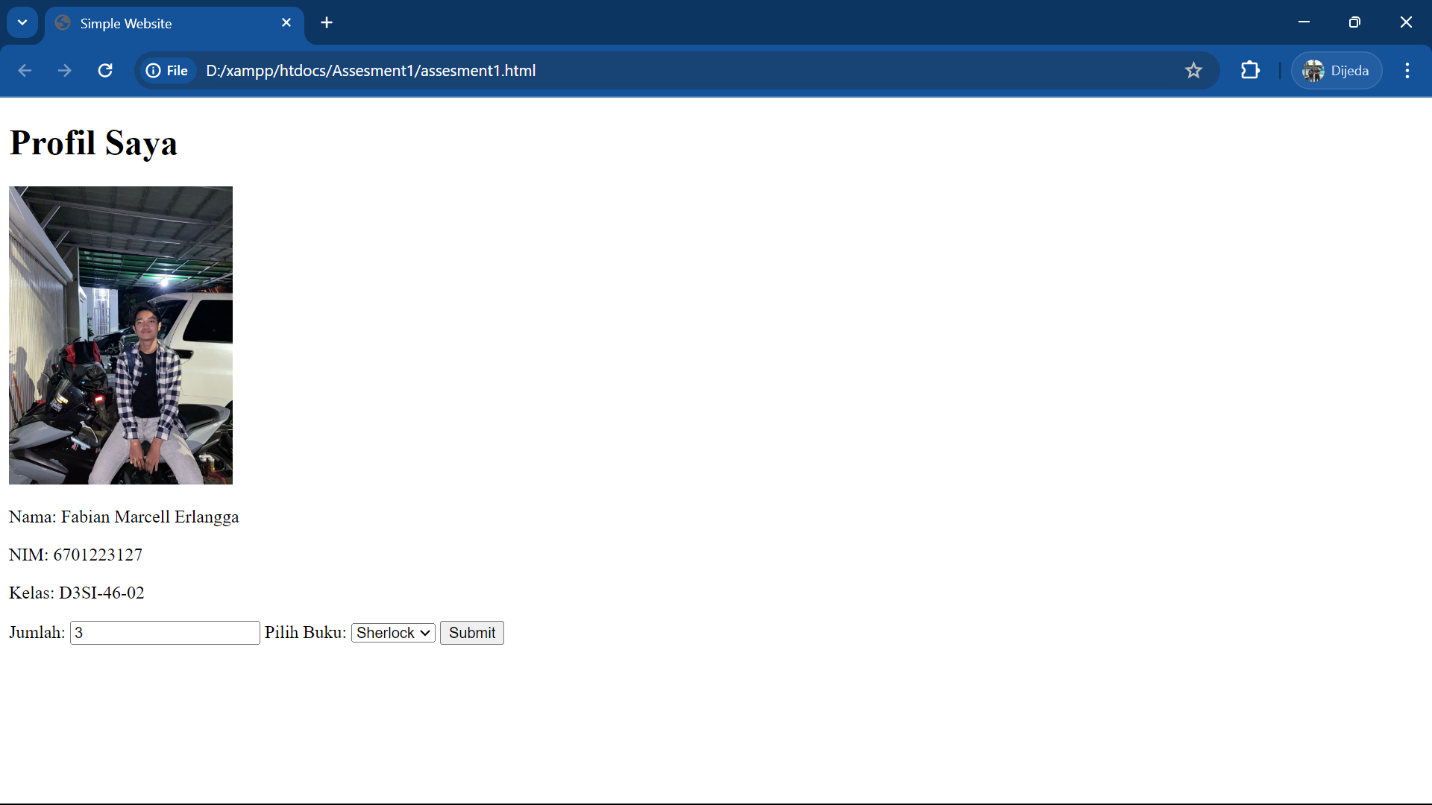 Simple Website
File D:/xampp/htdocs/Assesment1/assesment1.html Dijeda
Profil Saya
Nama: Fabian Marcell Erlangga
NIM: 6701223127
Kelas: D3SI-46-02
Jumlah: 3 Pilih Buku: Sherlock Submit